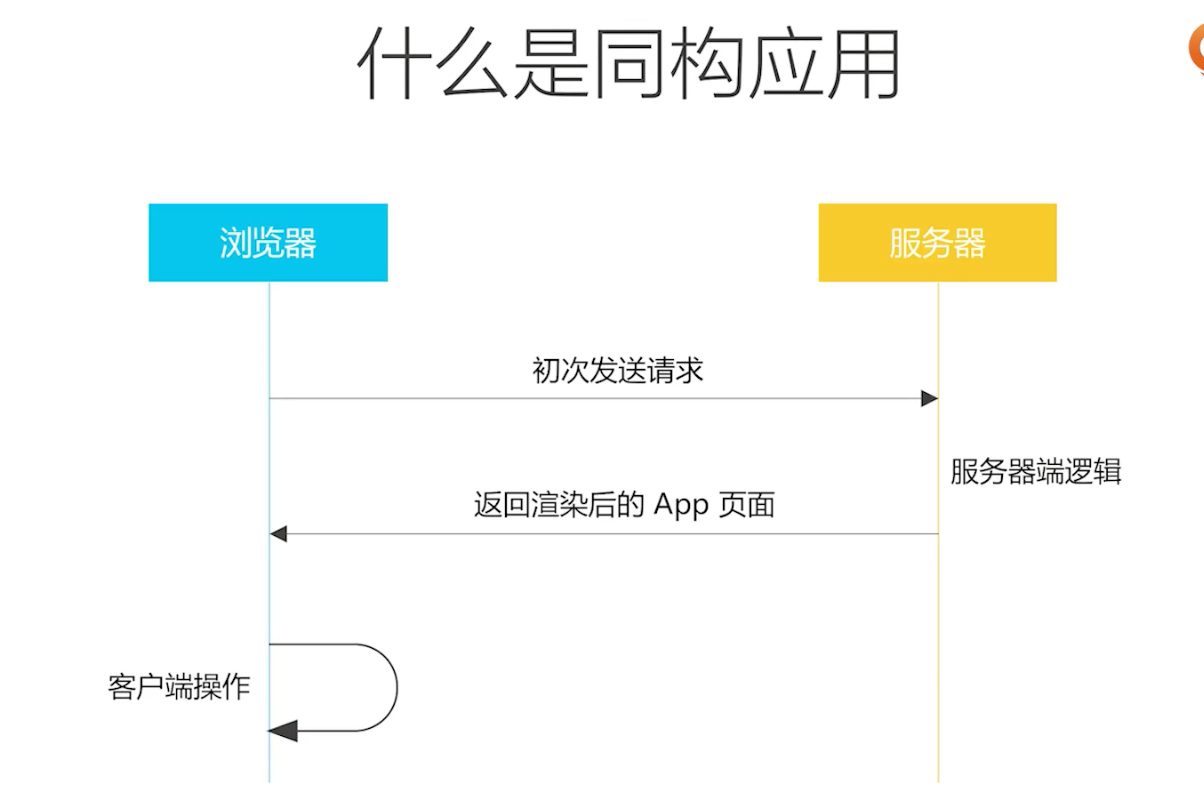 什么是同构应用
浏览器
服务器
初次发送请求
服务器端逻辑
返回渲染后的 App 页面
客户端操作